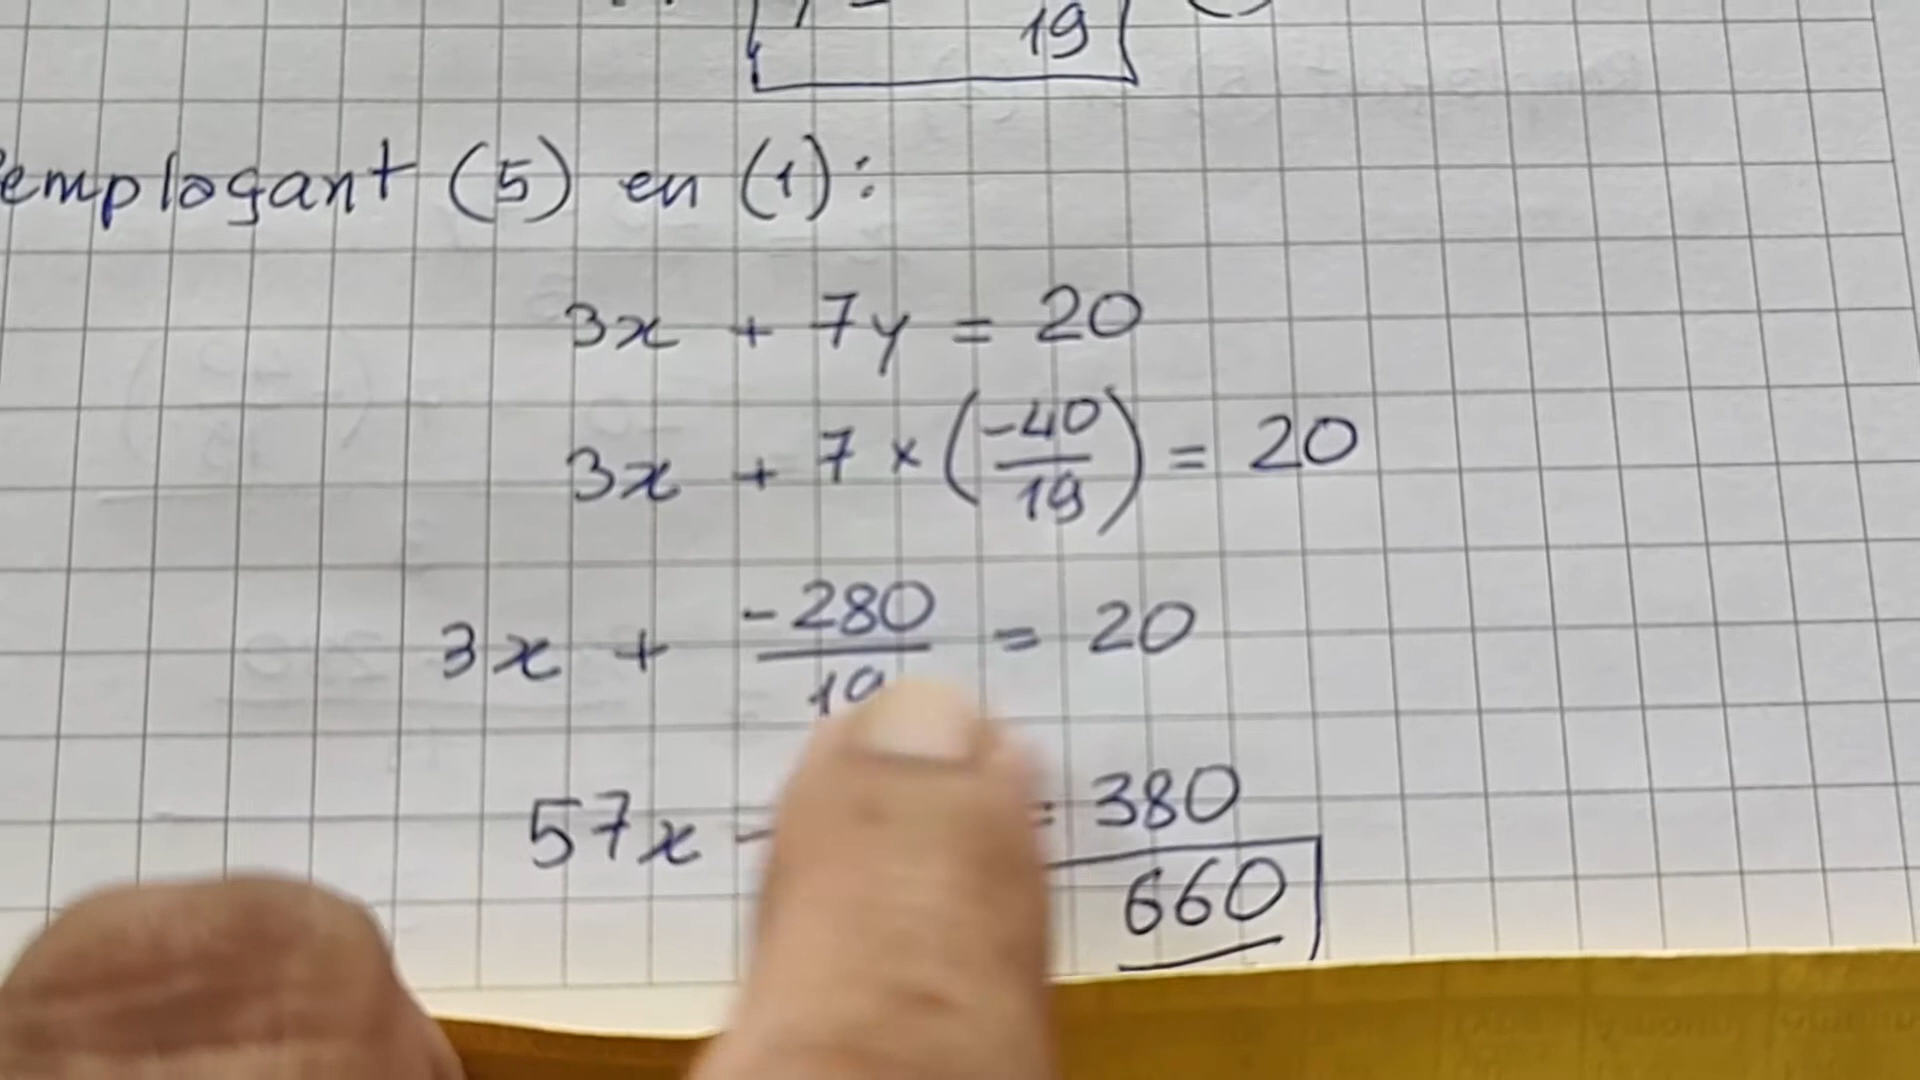 19
emplogant (5) en (1):
3x + 7y = 20
3x + 7 × (-40/19) = 20
3x + -280/19 = 20
57x - = 380
660